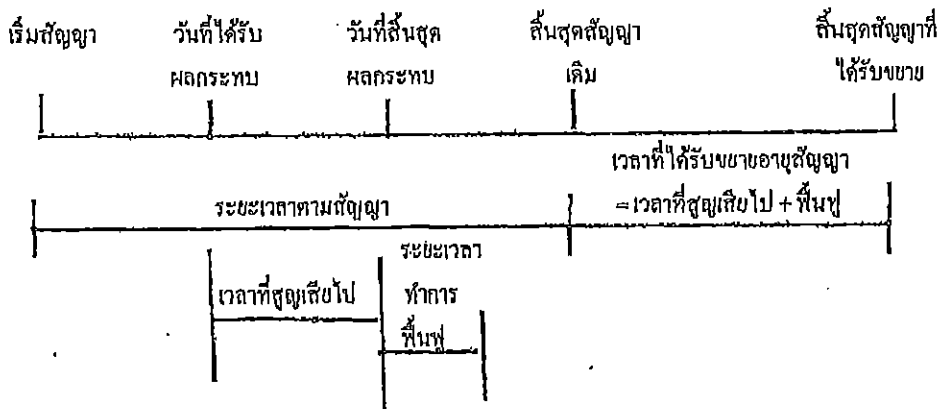 เริ่มสัญญา วันที่ได้รับ วันที่สิ้นสุด สิ้นสุดสัญญา สิ้นสุดสัญญาที่
ผลกระทบ ผลกระทบ เดิม ได้รับขยาย
เวลาที่ได้รับขยายอายุสัญญา
ระยะเวลาตามสัญญา =เวลาที่สูญเสียไป + ฟื้นฟู
ระยะเวลา
เวลาที่สูญเสียไป ทำการ
ฟื้นฟู